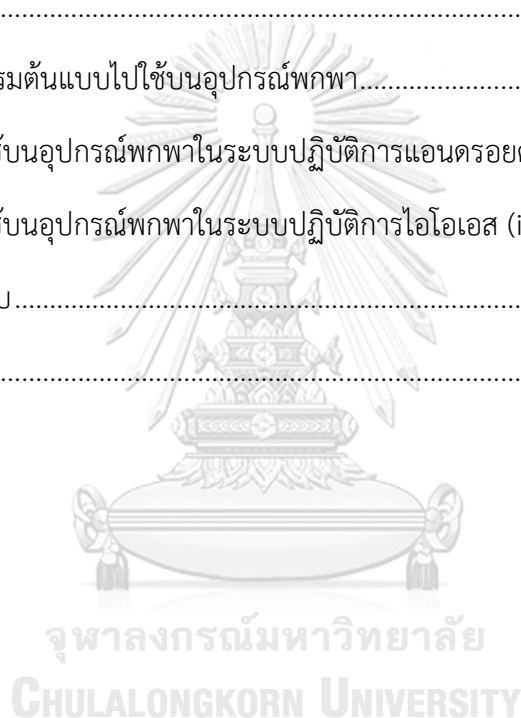 .......................................................................................
รมต้นแบบไปใช้บนอุปกรณ์พกพา..........................
ช้บนอุปกรณ์พกพาในระบบปฏิบัติการแอนดรอย
ช้บนอุปกรณ์พกพาในระบบปฏิบัติการไอโอเอส (i
บ.....................................................................................
.......................................................................................
จุฬาลงกรณ์มหาวิทยาลัย
CHULALONGKORN UNIVERSITY